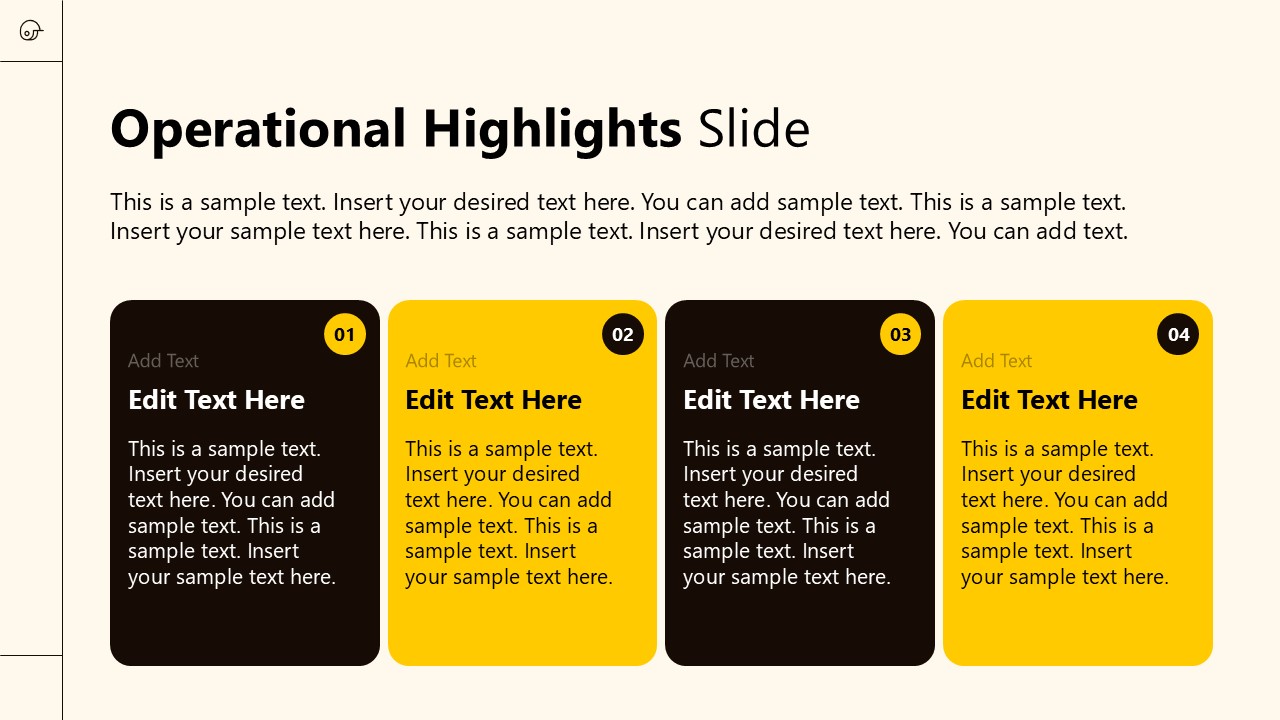 Operational Highlights Slide
This is a sample text. Insert your desired text here. You can add sample text. This is a sample text.
Insert your sample text here. This is a sample text. Insert your desired text here. You can add text.
01
Add Text
Edit Text Here
This is a sample text.
Insert your desired
text here. You can add
sample text. This is a
sample text. Insert
your sample text here.
02
Add Text
Edit Text Here
This is a sample text.
Insert your desired
text here. You can add
sample text. This is a
sample text. Insert
your sample text here.
03
Add Text
Edit Text Here
This is a sample text.
Insert your desired
text here. You can add
sample text. This is a
sample text. Insert
your sample text here.
04
Add Text
Edit Text Here
This is a sample text.
Insert your desired
text here. You can add
sample text. This is a
sample text. Insert
your sample text here.